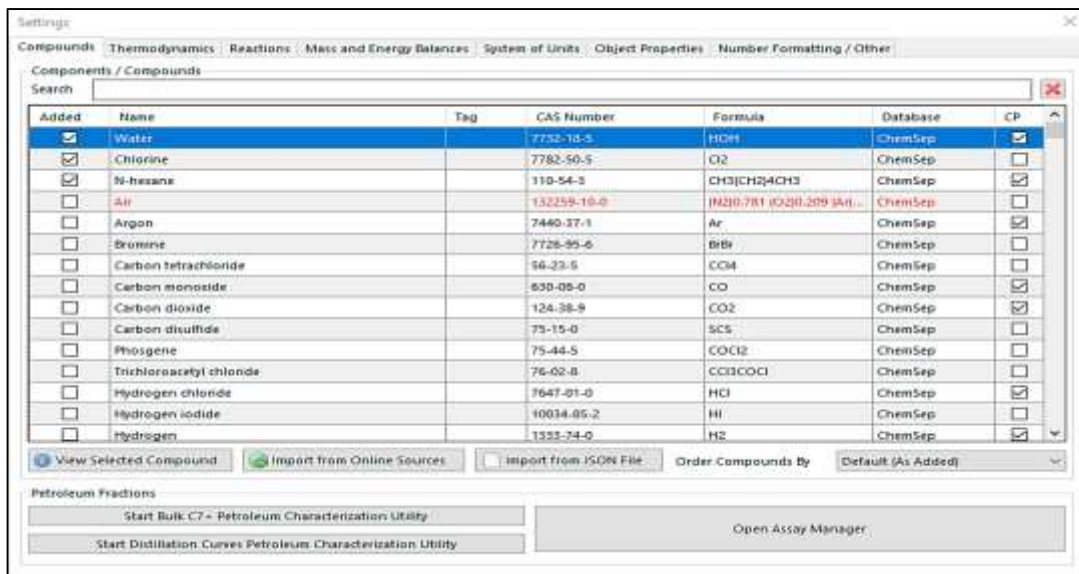 Settings
Compounds Thermodynamics Reactions Mass and Energy Balances System of Units Object Properties Number Formatting / Other
Components / Compounds
Search
Added Name Tag CAS Number Formula Database CP
Water 7732-18-5 HOH ChemSep
Chlorine 7782-50-5 Cl2 ChemSep
N-hexane 110-54-3 CH3(CH2)4CH3 ChemSep
Air 132259-10-0 (N2)0.781 (O2)0.209 (Ar)... ChemSep
Argon 7440-37-1 Ar ChemSep
Bromine 7726-95-6 BrBr ChemSep
Carbon tetrachloride 56-23-5 CCl4 ChemSep
Carbon monoxide 630-08-0 CO ChemSep
Carbon dioxide 124-38-9 CO2 ChemSep
Carbon disulfide 75-15-0 SCS ChemSep
Phosgene 75-44-5 COCl2 ChemSep
Trichloroacetyl chloride 76-02-8 CCl3COCl ChemSep
Hydrogen chloride 7647-01-0 HCl ChemSep
Hydrogen iodide 10034-85-2 HI ChemSep
Hydrogen 1333-74-0 H2 ChemSep
View Selected Compound Import from Online Sources Import from JSON File Order Compounds By Default (As Added)
Petroleum Fractions
Start Bulk C7+ Petroleum Characterization Utility
Open Assay Manager
Start Distillation Curves Petroleum Characterization Utility